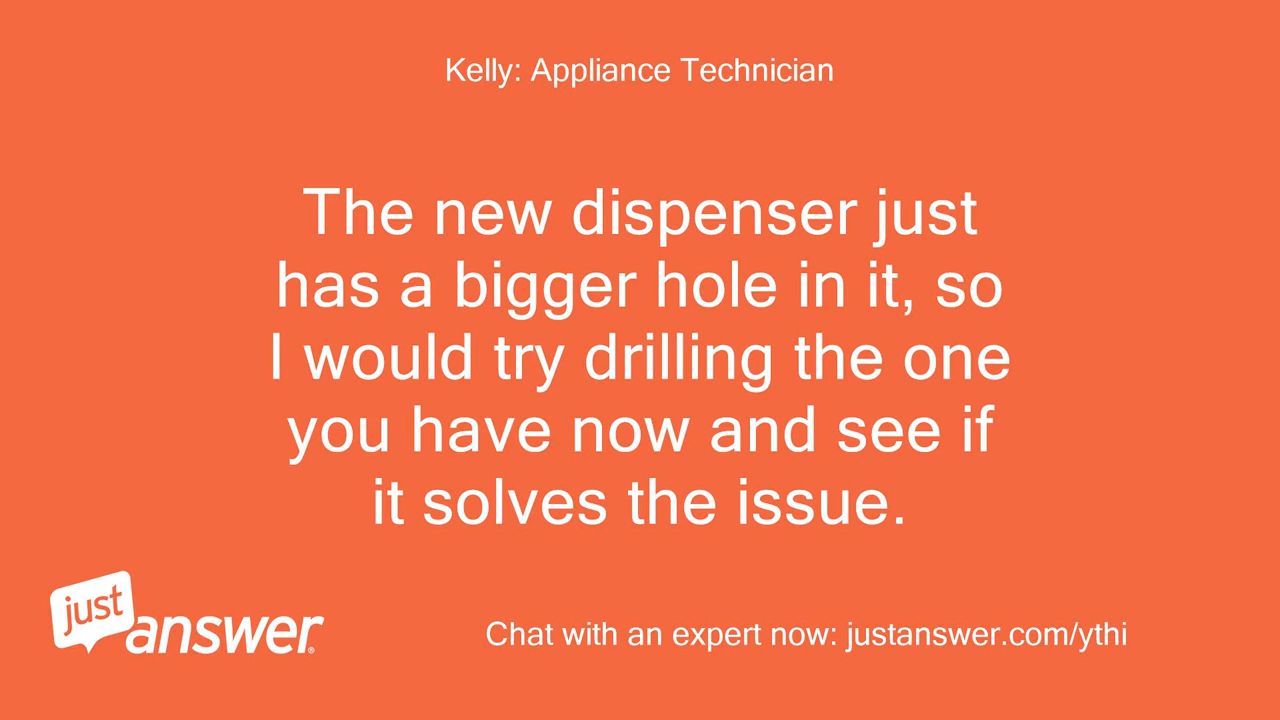 Kelly: Appliance Technician
The new dispenser just
has a bigger hole in it, so
I would try drilling the one
you have now and see if
it solves the issue.
just
answer®
Chat with an expert now: justanswer.com/ythi